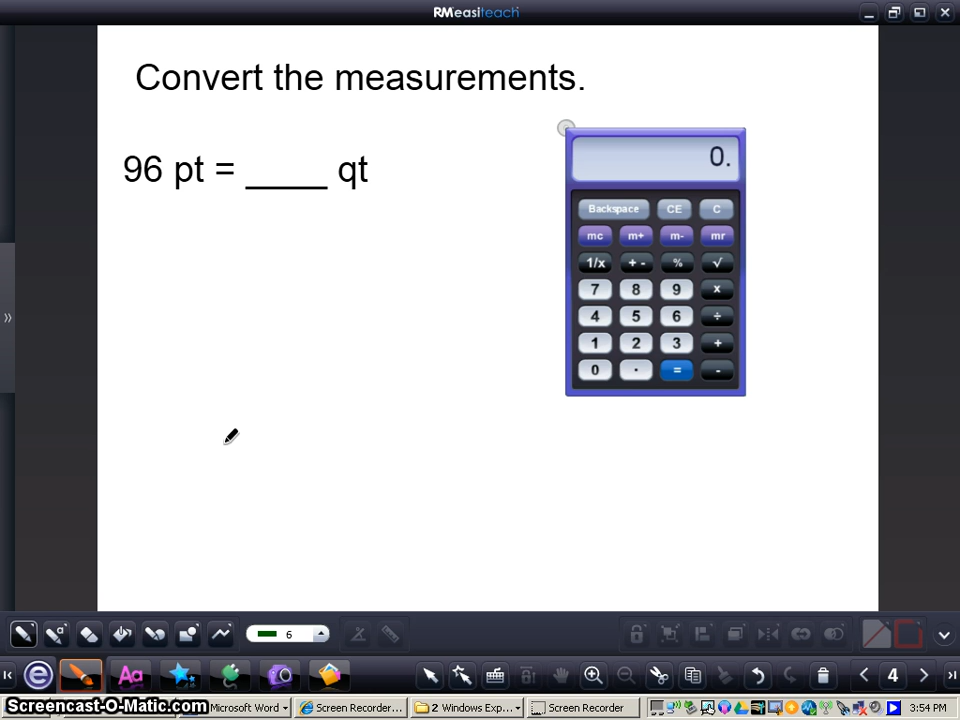 RMeasiteach
Convert the measurements.
96 pt = ____ qt
0.
Backspace CE C
mc m+ m- mr
1/x + - % √
7 8 9 x
4 5 6 ÷
1 2 3 +
0 . = -
6
Aa
4
Screencast-O-Matic.com
Microsoft Word
Screen Recorder...
2 Windows Exp...
Screen Recorder
3:54 PM